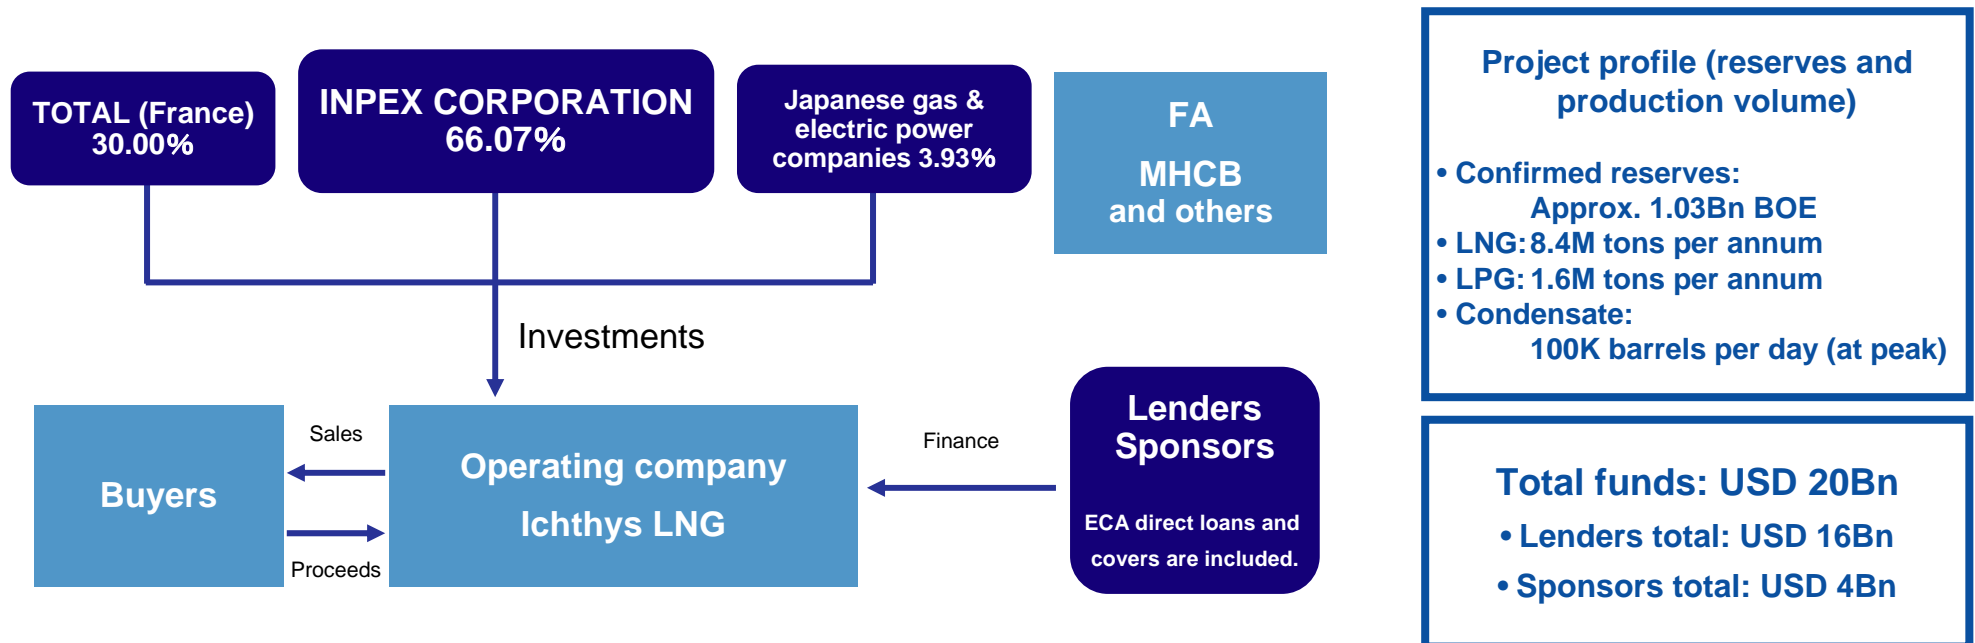 TOTAL (France)
30.00%
INPEX CORPORATION
66.07%
Japanese gas &
electric power
companies 3.93%
FA
MHCB
and others
Investments
Buyers
Sales
Proceeds
Operating company
Ichthys LNG
Finance
Lenders
Sponsors
ECA direct loans and
covers are included.
Project profile (reserves and
production volume)
• Confirmed reserves:
Approx. 1.03Bn BOE
• LNG: 8.4M tons per annum
• LPG: 1.6M tons per annum
• Condensate:
100K barrels per day (at peak)
Total funds: USD 20Bn
• Lenders total: USD 16Bn
• Sponsors total: USD 4Bn